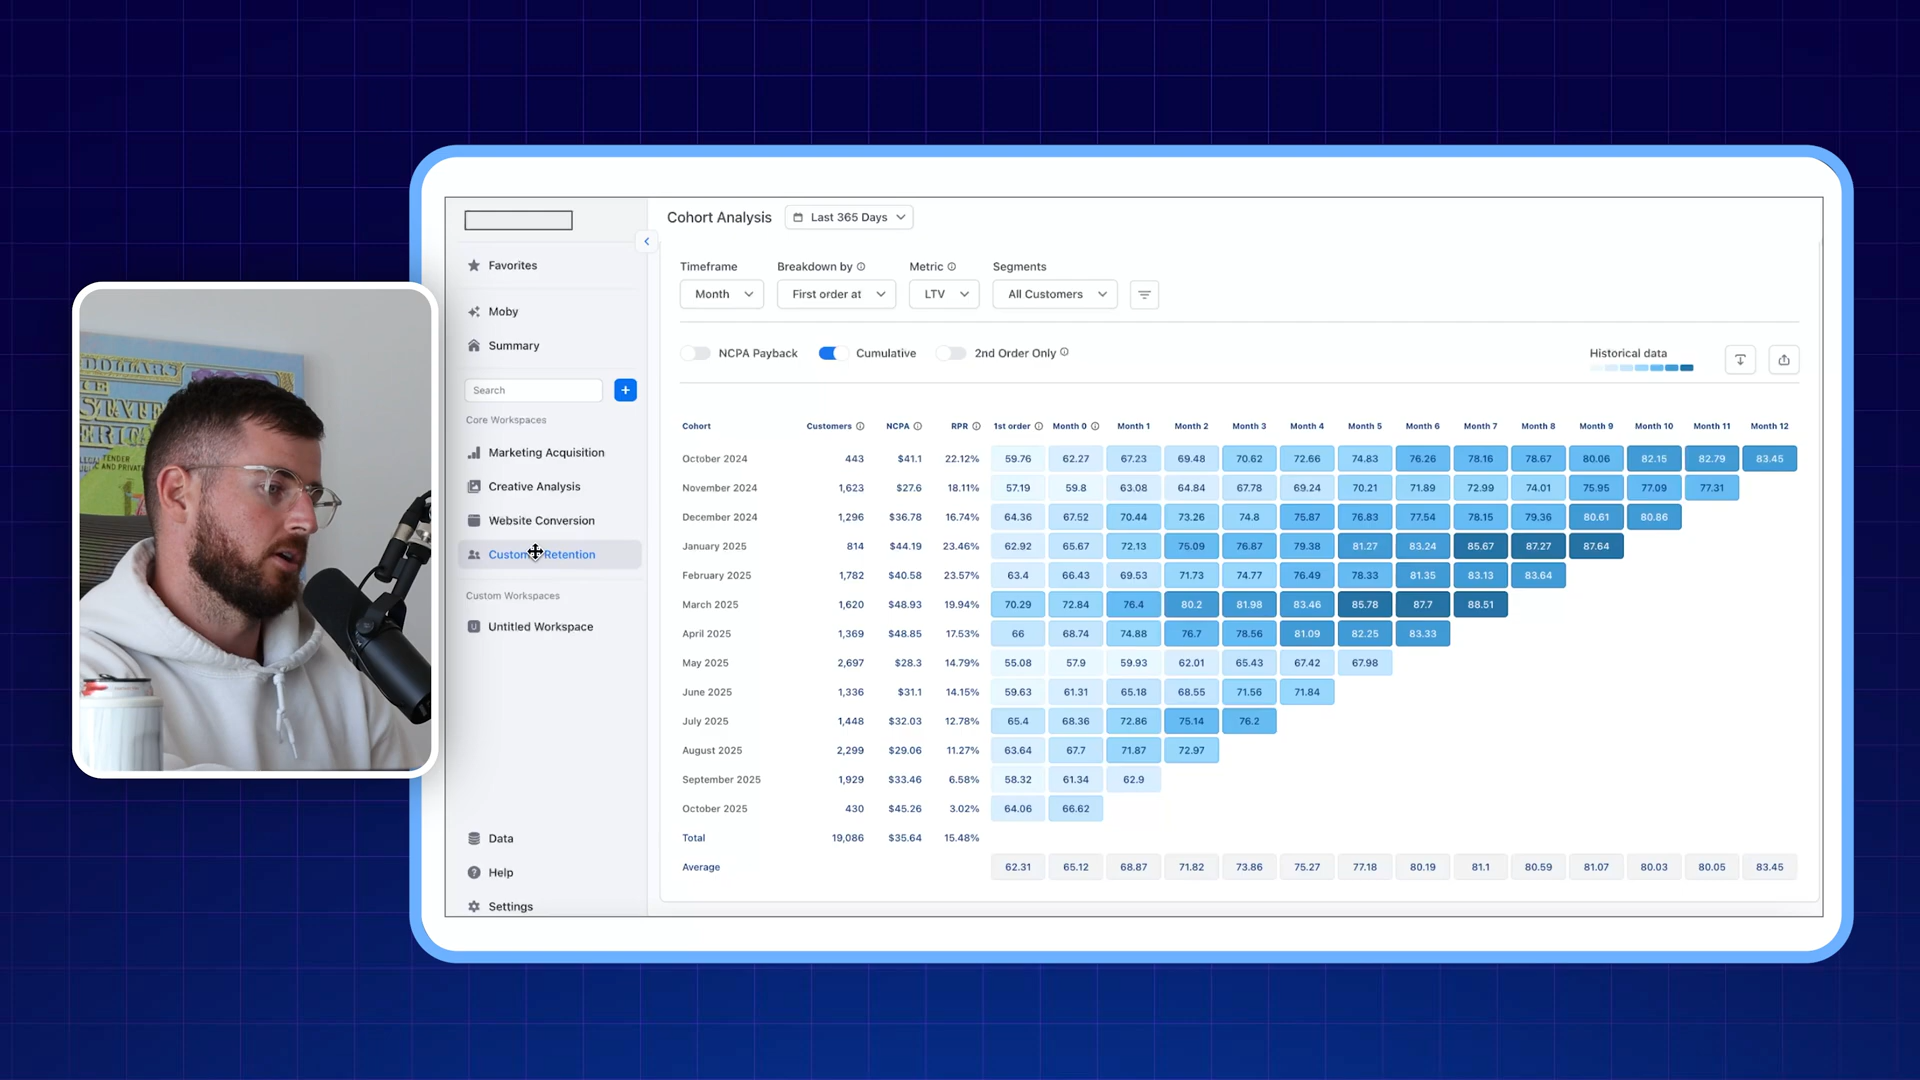 Cohort Analysis
Last 365 Days
Favorites
Moby
Summary
Search
+
Core Workspaces
Marketing Acquisition
Creative Analysis
Website Conversion
Retention
Custom Workspaces
U Untitled Workspace
Data
Help
Settings
Timeframe Breakdown by Metric Segments
Month First order at LTV All Customers
NCPA Payback Cumulative 2nd Order Only
Historical data
Cohort Customers NCPA RPR 1st order Month 0 Month 1 Month 2 Month 3 Month 4 Month 5 Month 6 Month 7 Month 8 Month 9 Month 10 Month 11 Month 12
October 2024 443 $41.1 22.12% 59.76 62.27 67.23 69.48 70.62 72.66 74.83 76.26 78.16 78.67 80.06 82.15 82.79 83.45
November 2024 1,623 $27.6 18.11% 57.19 59.8 63.08 64.84 67.78 69.24 70.21 71.89 72.99 74.01 75.95 77.09 77.31
December 2024 1,296 $36.78 16.74% 64.36 67.52 70.44 73.26 74.8 75.87 76.83 77.54 78.15 79.36 80.61 80.86
January 2025 814 $44.19 23.46% 62.92 65.67 72.13 75.09 76.87 79.38 81.27 83.24 85.67 87.27 87.64
February 2025 1,782 $40.58 23.57% 63.4 66.43 69.53 71.73 74.77 76.49 78.33 81.35 83.13 83.64
March 2025 1,620 $48.93 19.94% 70.29 72.84 76.4 80.2 81.98 83.46 85.78 87.7 88.51
April 2025 1,369 $48.85 17.53% 66 68.74 74.88 76.7 78.56 81.09 82.25 83.33
May 2025 2,697 $28.3 14.79% 55.08 57.9 59.93 62.01 65.43 67.42 67.98
June 2025 1,336 $31.1 14.15% 59.63 61.31 65.18 68.55 71.56 71.84
July 2025 1,448 $32.03 12.78% 65.4 68.36 72.86 75.14 76.2
August 2025 2,299 $29.06 11.27% 63.64 67.7 71.87 72.97
September 2025 1,929 $33.46 6.58% 58.32 61.34 62.9
October 2025 430 $45.26 3.02% 64.06 66.62
Total 19,086 $35.64 15.48%
Average 62.31 65.12 68.87 71.82 73.86 75.27 77.18 80.19 81.1 80.59 81.07 80.03 80.05 83.45